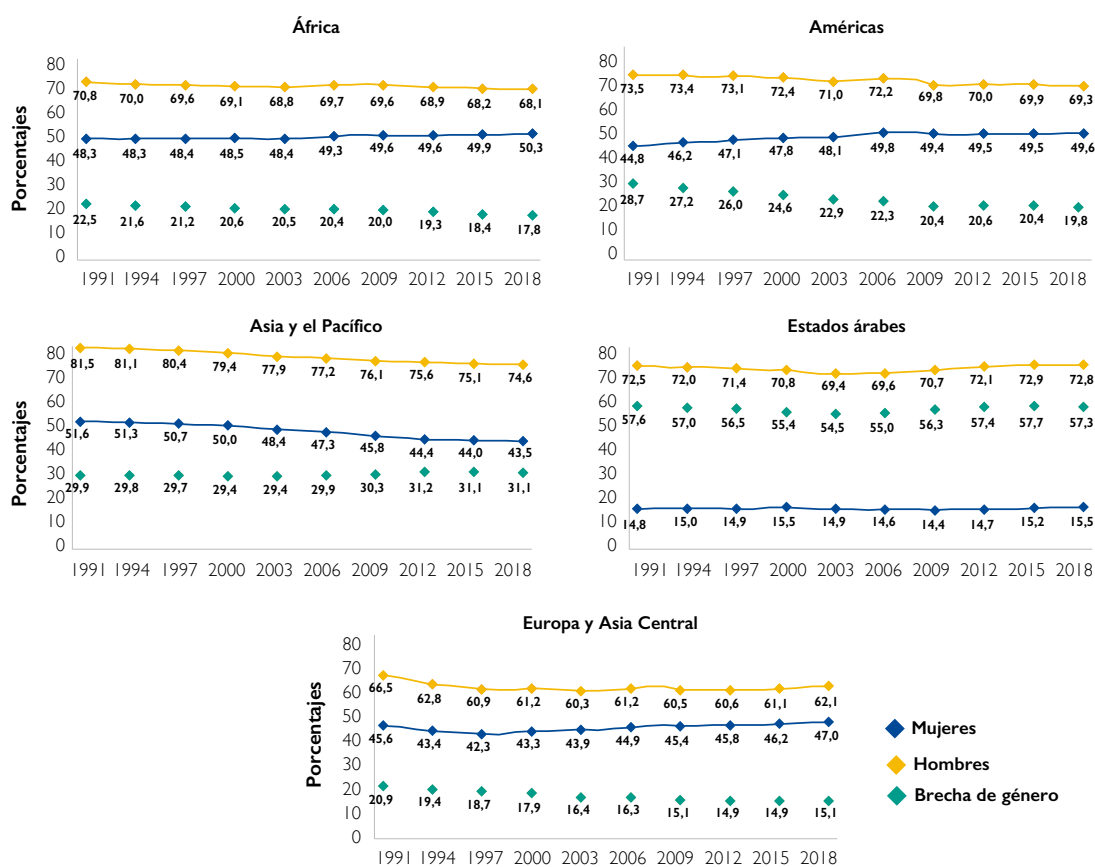 África
Porcentajes
80
70
60
50
40
30
20
10
0
70,8 70,0 69,6 69,1 68,8 69,7 69,6 68,9 68,2 68,1
48,3 48,3 48,4 48,5 48,4 49,3 49,6 49,6 49,9 50,3
22,5 21,6 21,2 20,6 20,5 20,4 20,0 19,3 18,4 17,8
1991 1994 1997 2000 2003 2006 2009 2012 2015 2018
Américas
80
70
60
50
40
30
20
10
0
73,5 73,4 73,1 72,4 71,0 72,2 69,8 70,0 69,9 69,3
44,8 46,2 47,1 47,8 48,1 49,8 49,4 49,5 49,5 49,6
28,7 27,2 26,0 24,6 22,9 22,3 20,4 20,6 20,4 19,8
1991 1994 1997 2000 2003 2006 2009 2012 2015 2018
Asia y el Pacífico
Porcentajes
80
70
60
50
40
30
20
10
0
81,5 81,1 80,4 79,4 77,9 77,2 76,1 75,6 75,1 74,6
51,6 51,3 50,7 50,0 48,4 47,3 45,8 44,4 44,0 43,5
29,9 29,8 29,7 29,4 29,4 29,9 30,3 31,2 31,1 31,1
1991 1994 1997 2000 2003 2006 2009 2012 2015 2018
Estados árabes
80
70
60
50
40
30
20
10
0
72,5 72,0 71,4 70,8 69,4 69,6 70,7 72,1 72,9 72,8
57,6 57,0 56,5 55,4 54,5 55,0 56,3 57,4 57,7 57,3
14,8 15,0 14,9 15,5 14,9 14,6 14,4 14,7 15,2 15,5
1991 1994 1997 2000 2003 2006 2009 2012 2015 2018
Europa y Asia Central
Porcentajes
80
70
60
50
40
30
20
10
0
66,5 62,8 60,9 61,2 60,3 61,2 60,5 60,6 61,1 62,1
45,6 43,4 42,3 43,3 43,9 44,9 45,4 45,8 46,2 47,0
20,9 19,4 18,7 17,9 16,4 16,3 15,1 14,9 14,9 15,1
1991 1994 1997 2000 2003 2006 2009 2012 2015 2018
Mujeres
Hombres
Brecha de género